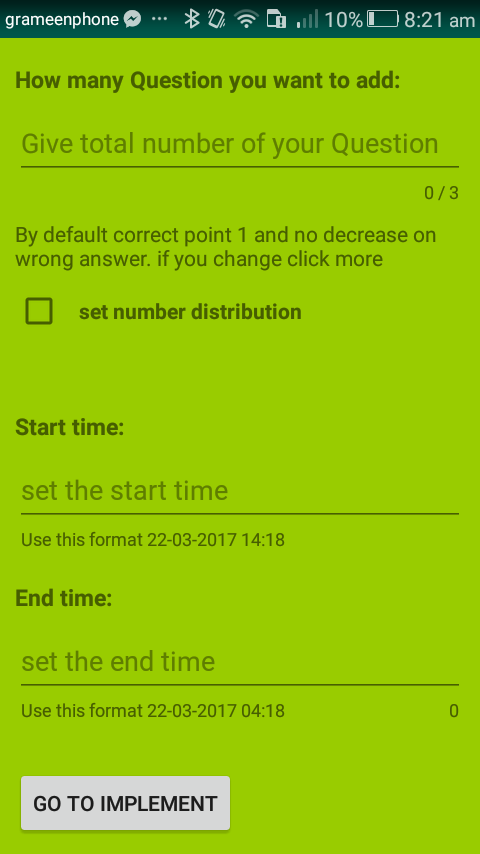 grameenphone ... 10% 8:21 am
How many Question you want to add:
Give total number of your Question
0 / 3
By default correct point 1 and no decrease on
wrong answer. if you change click more
set number distribution
Start time:
set the start time
Use this format 22-03-2017 14:18
End time:
set the end time
Use this format 22-03-2017 04:18 0
GO TO IMPLEMENT